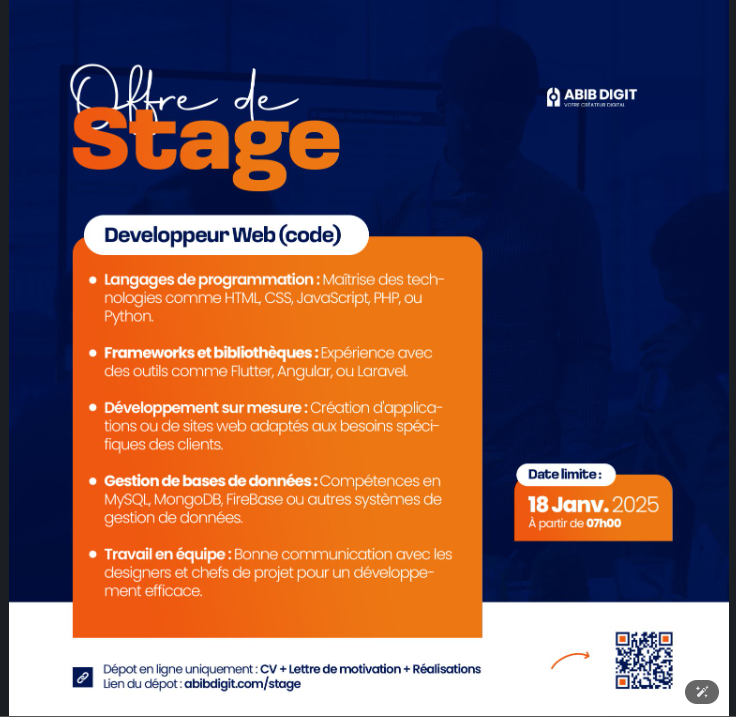 Offre de
Stage
ABIB DIGIT
VOTRE CRÉATEUR DIGITAL
Developpeur Web (code)
Langages de programmation : Maîtrise des tech-
nologies comme HTML, CSS, JavaScript, PHP, ou
Python.
Frameworks et bibliothèques : Expérience avec
des outils comme Flutter, Angular, ou Laravel.
Développement sur mesure : Création d'applica-
tions ou de sites web adaptés aux besoins spéci-
fiques des clients.
Gestion de bases de données : Compétences en
MySQL, MongoDB, FireBase ou autres systèmes de
gestion de données.
Travail en équipe : Bonne communication avec les
designers et chefs de projet pour un développe-
ment efficace.
Date limite :
18 Janv. 2025
À partir de 07h00
Dépot en ligne uniquement : CV + Lettre de motivation + Réalisations
Lien du dépot : abibdigit.com/stage